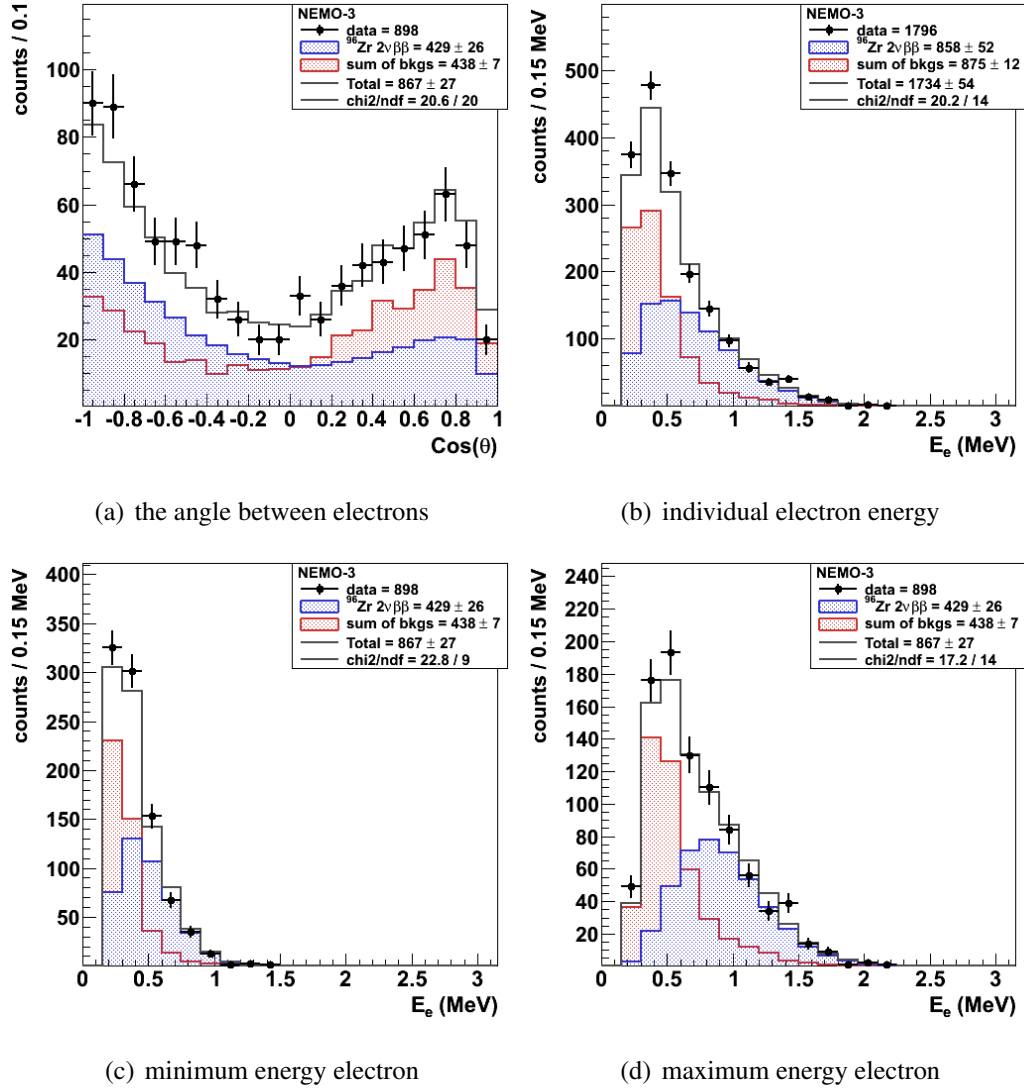 NEMO-3
data = 898
⁹⁶Zr 2νββ = 429 ± 26
sum of bkgs = 438 ± 7
Total = 867 ± 27
chi2/ndf = 20.6 / 20
counts / 0.1
100
80
60
40
20
-1 -0.8 -0.6 -0.4 -0.2 0 0.2 0.4 0.6 0.8 1
Cos(θ)
(a) the angle between electrons
NEMO-3
data = 1796
⁹⁶Zr 2νββ = 858 ± 52
sum of bkgs = 875 ± 12
Total = 1734 ± 54
chi2/ndf = 20.2 / 14
counts / 0.15 MeV
500
400
300
200
100
0 0.5 1 1.5 2 2.5 3
Eₑ (MeV)
(b) individual electron energy
NEMO-3
data = 898
⁹⁶Zr 2νββ = 429 ± 26
sum of bkgs = 438 ± 7
Total = 867 ± 27
chi2/ndf = 22.8 / 9
counts / 0.15 MeV
400
350
300
250
200
150
100
50
0 0.5 1 1.5 2 2.5 3
Eₑ (MeV)
(c) minimum energy electron
NEMO-3
data = 898
⁹⁶Zr 2νββ = 429 ± 26
sum of bkgs = 438 ± 7
Total = 867 ± 27
chi2/ndf = 17.2 / 14
counts / 0.15 MeV
240
220
200
180
160
140
120
100
80
60
40
20
0 0.5 1 1.5 2 2.5 3
Eₑ (MeV)
(d) maximum energy electron